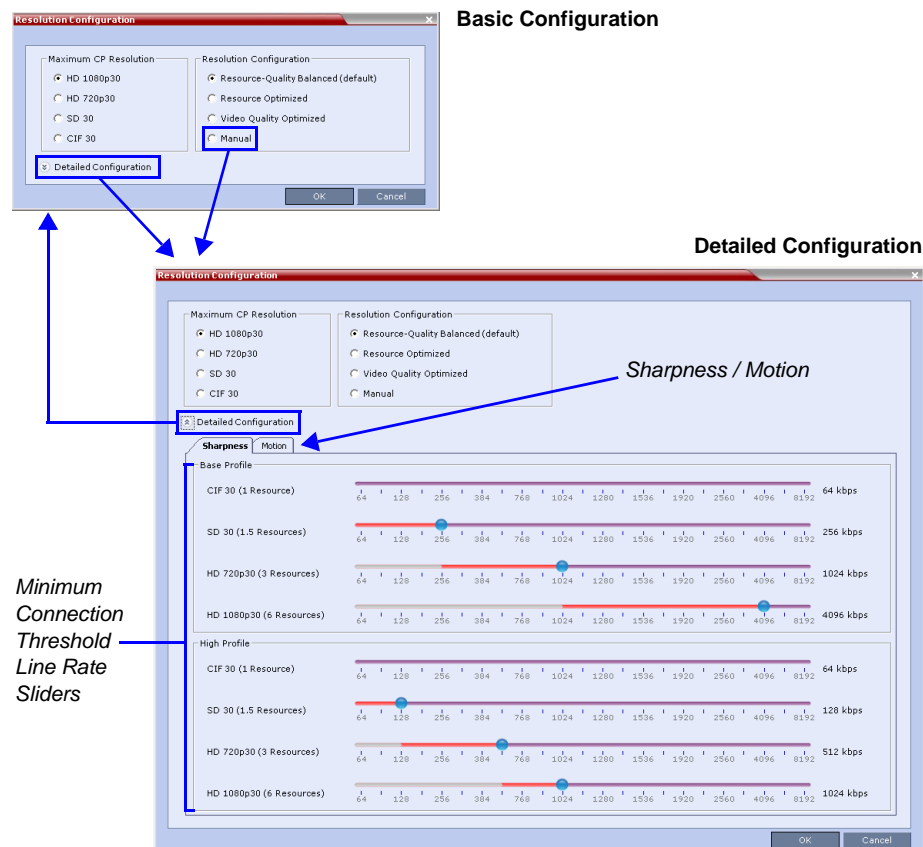 Resolution Configuration
×
Basic Configuration
Maximum CP Resolution
HD 1080p30
HD 720p30
SD 30
CIF 30
Resolution Configuration
Resource-Quality Balanced (default)
Resource Optimized
Video Quality Optimized
Manual
Detailed Configuration
OK Cancel
Detailed Configuration
Resolution Configuration
×
Maximum CP Resolution
HD 1080p30
HD 720p30
SD 30
CIF 30
Resolution Configuration
Resource-Quality Balanced (default)
Resource Optimized
Video Quality Optimized
Manual
Sharpness / Motion
Detailed Configuration
Sharpness Motion
Base Profile
CIF 30 (1 Resource) 64 kbps
64 128 256 384 768 1024 1280 1536 1920 2560 4096 8192
SD 30 (1.5 Resources) 256 kbps
64 128 256 384 768 1024 1280 1536 1920 2560 4096 8192
HD 720p30 (3 Resources) 1024 kbps
64 128 256 384 768 1024 1280 1536 1920 2560 4096 8192
HD 1080p30 (6 Resources) 4096 kbps
64 128 256 384 768 1024 1280 1536 1920 2560 4096 8192
Minimum
Connection
Threshold
Line Rate
Sliders
High Profile
CIF 30 (1 Resource) 64 kbps
64 128 256 384 768 1024 1280 1536 1920 2560 4096 8192
SD 30 (1.5 Resources) 128 kbps
64 128 256 384 768 1024 1280 1536 1920 2560 4096 8192
HD 720p30 (3 Resources) 512 kbps
64 128 256 384 768 1024 1280 1536 1920 2560 4096 8192
HD 1080p30 (6 Resources) 1024 kbps
64 128 256 384 768 1024 1280 1536 1920 2560 4096 8192
OK Cancel